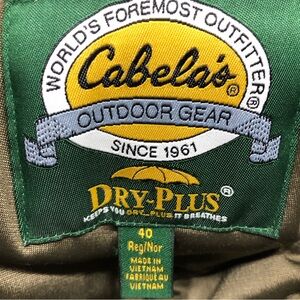 WORLD'S FOREMOST OUTFITTER®
Cabela's®
OUTDOOR GEAR
SINCE 1961
DRY-PLUS®
KEEPS YOU DRY-PLUS IT BREATHES
40
Reg/Nor
MADE IN
VIETNAM
FABRIQUÉ AU
VIETNAM